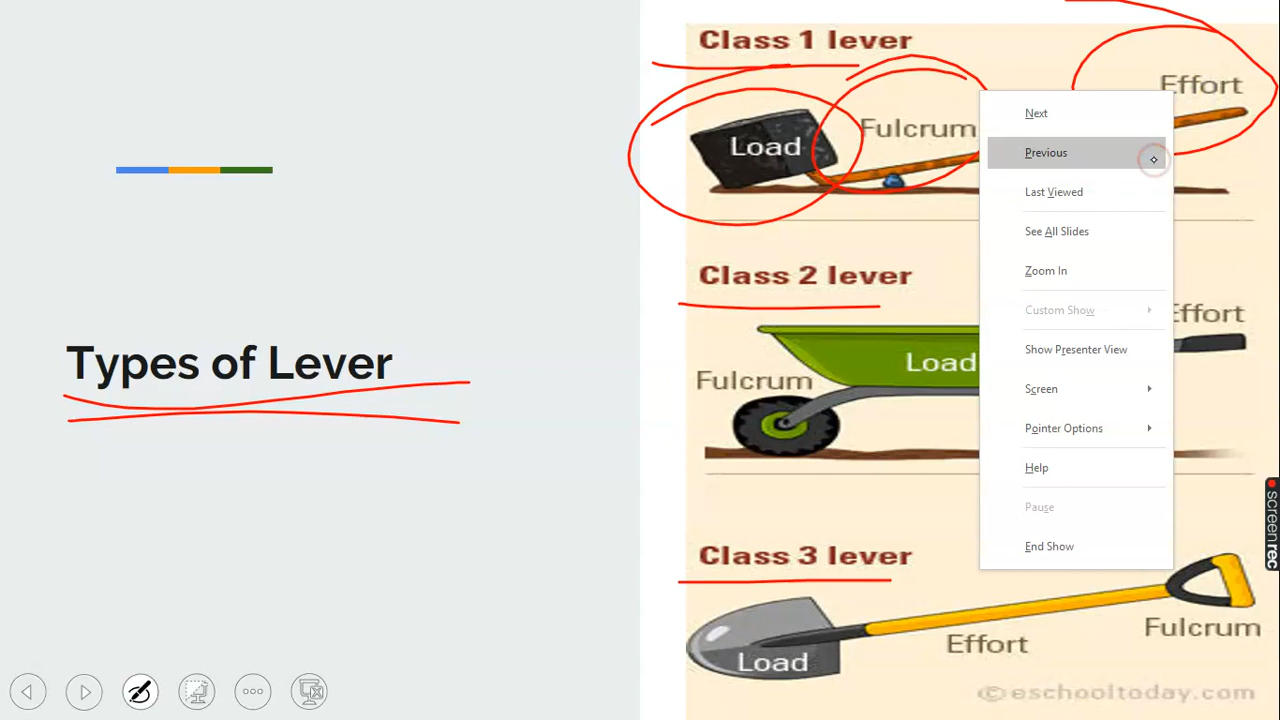 Types of Lever
Class 1 lever
Effort
Fulcrum
Load
Class 2 lever
Effort
Load
Fulcrum
Class 3 lever
Load
Effort
Fulcrum
©eschooltoday.com
Next
Previous
Last Viewed
See All Slides
Zoom In
Custom Show
Show Presenter View
Screen
Pointer Options
Help
Pause
End Show
screenrec